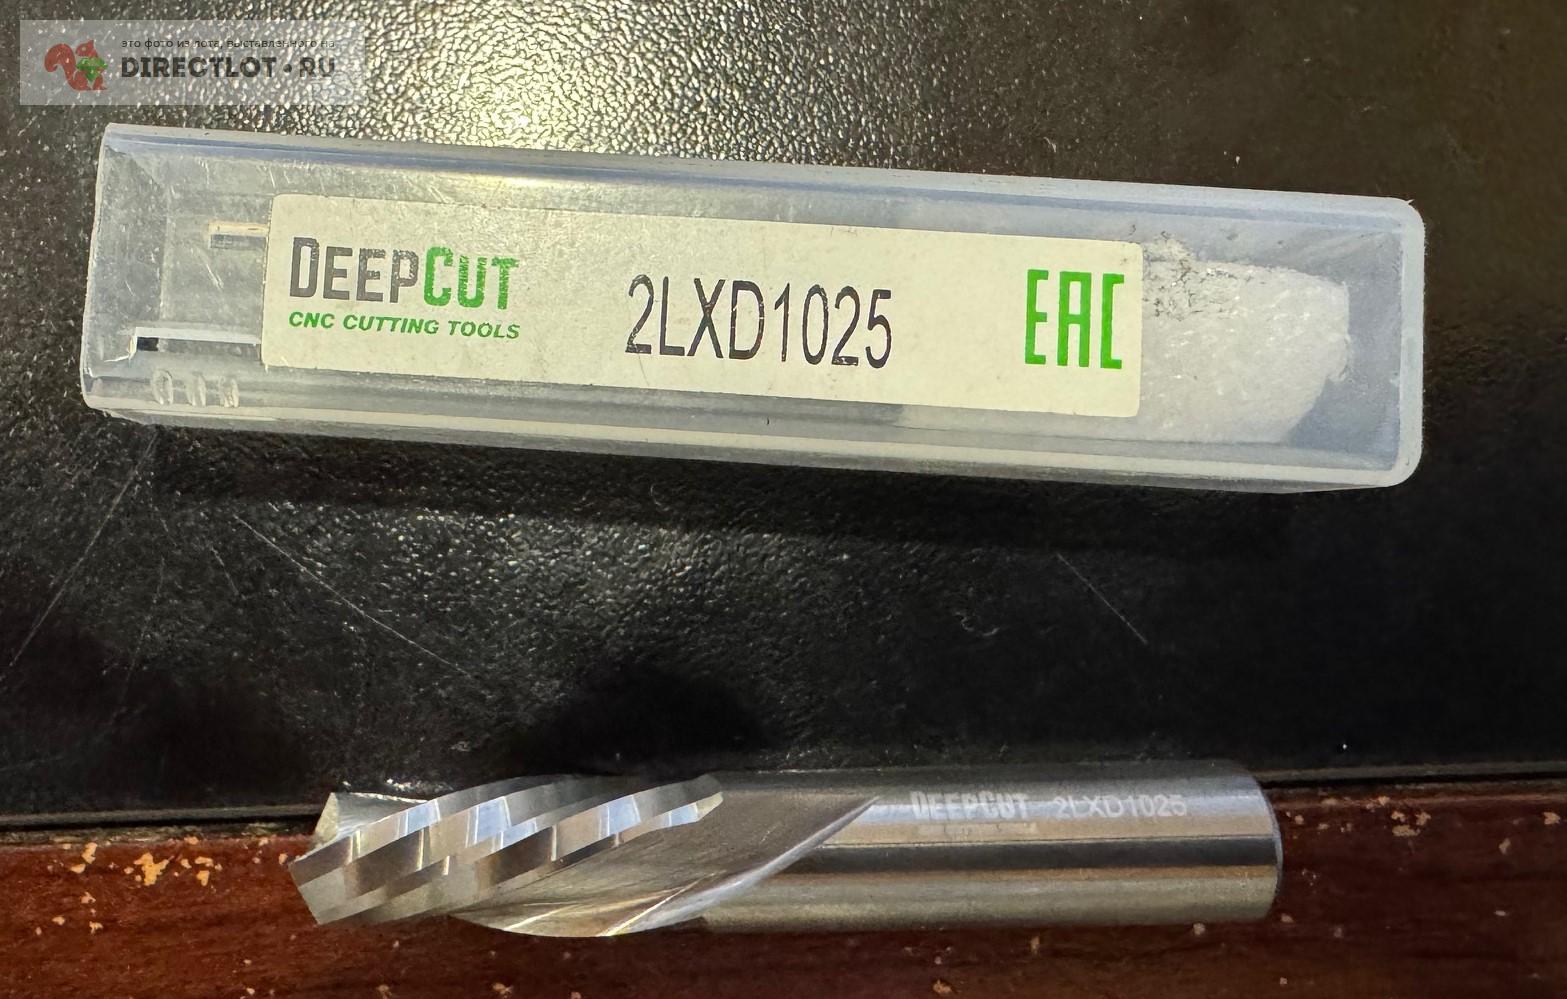 это фото из лота, выставленного на
DIRECTLOT.RU
DEEPCUT
CNC CUTTING TOOLS
2LXD1025
EAC
DEEPCUT 2LXD1025